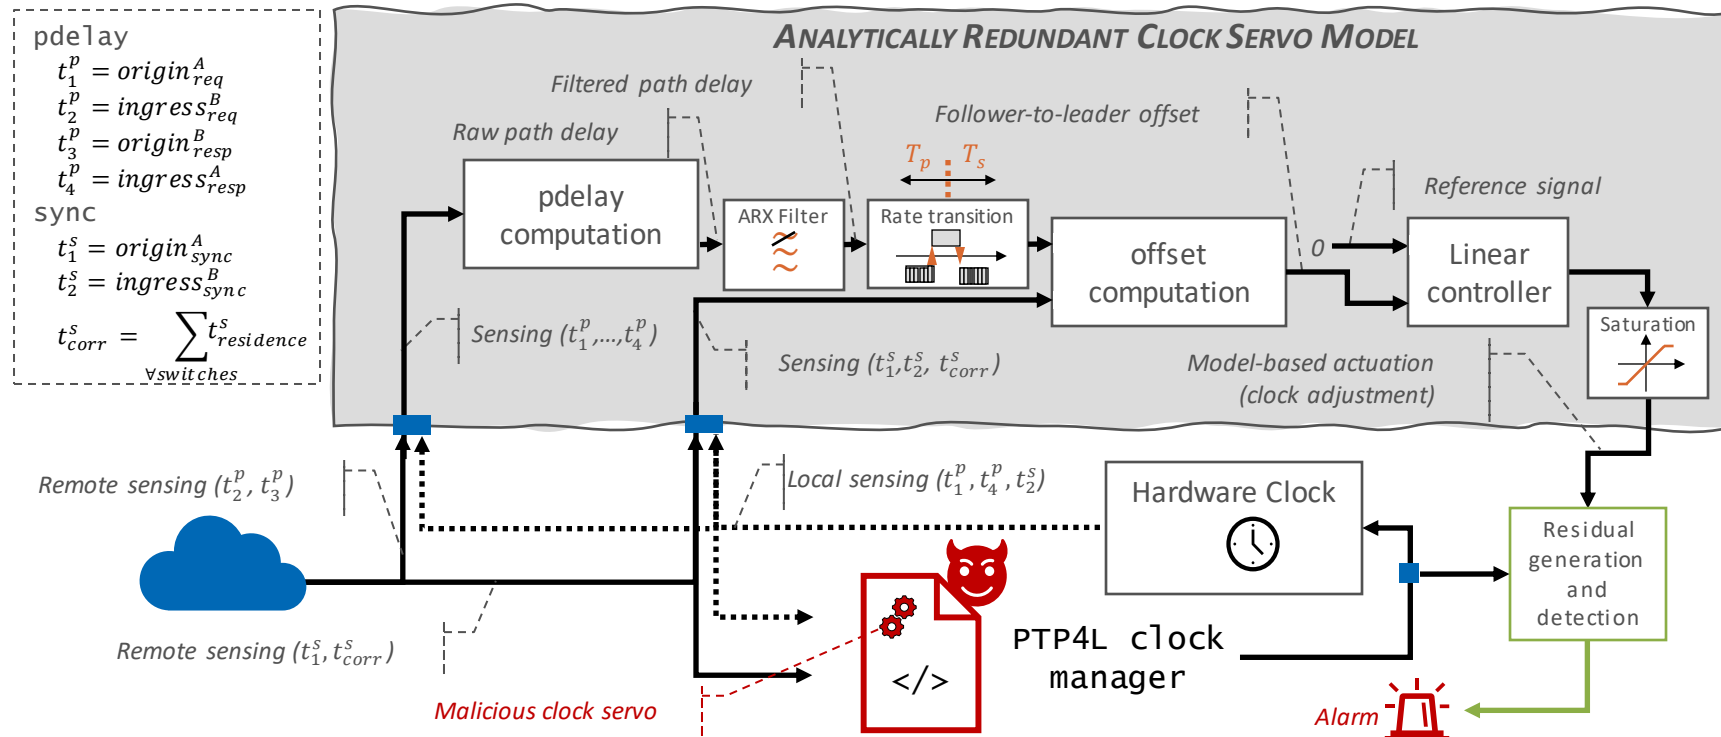 ANALYTICALLY REDUNDANT CLOCK SERVO MODEL
pdelay
t₁ᵖ = origin_req^A
t₂ᵖ = ingress_req^B
t₃ᵖ = origin_resp^B
t₄ᵖ = ingress_resp^A
sync
t₁ˢ = origin_sync^A
t₂ˢ = ingress_sync^B
t_corr^s = ∑ t_residence^s
∀switches
Filtered path delay
Raw path delay
Follower-to-leader offset
Reference signal
T_p T_s
pdelay
computation
ARX Filter
Rate transition
offset
computation
0
Linear
controller
Saturation
Sensing (t₁ᵖ,...,t₄ᵖ)
Sensing (t₁ˢ,t₂ˢ, t_corr^s)
Model-based actuation
(clock adjustment)
Remote sensing (t₂ᵖ, t₃ᵖ)
Local sensing (t₁ᵖ, t₄ᵖ, t₂ˢ)
Hardware Clock
Residual
generation
and
detection
Remote sensing (t₁ˢ, t_corr^s)
</>
PTP4L clock
manager
Malicious clock servo
Alarm